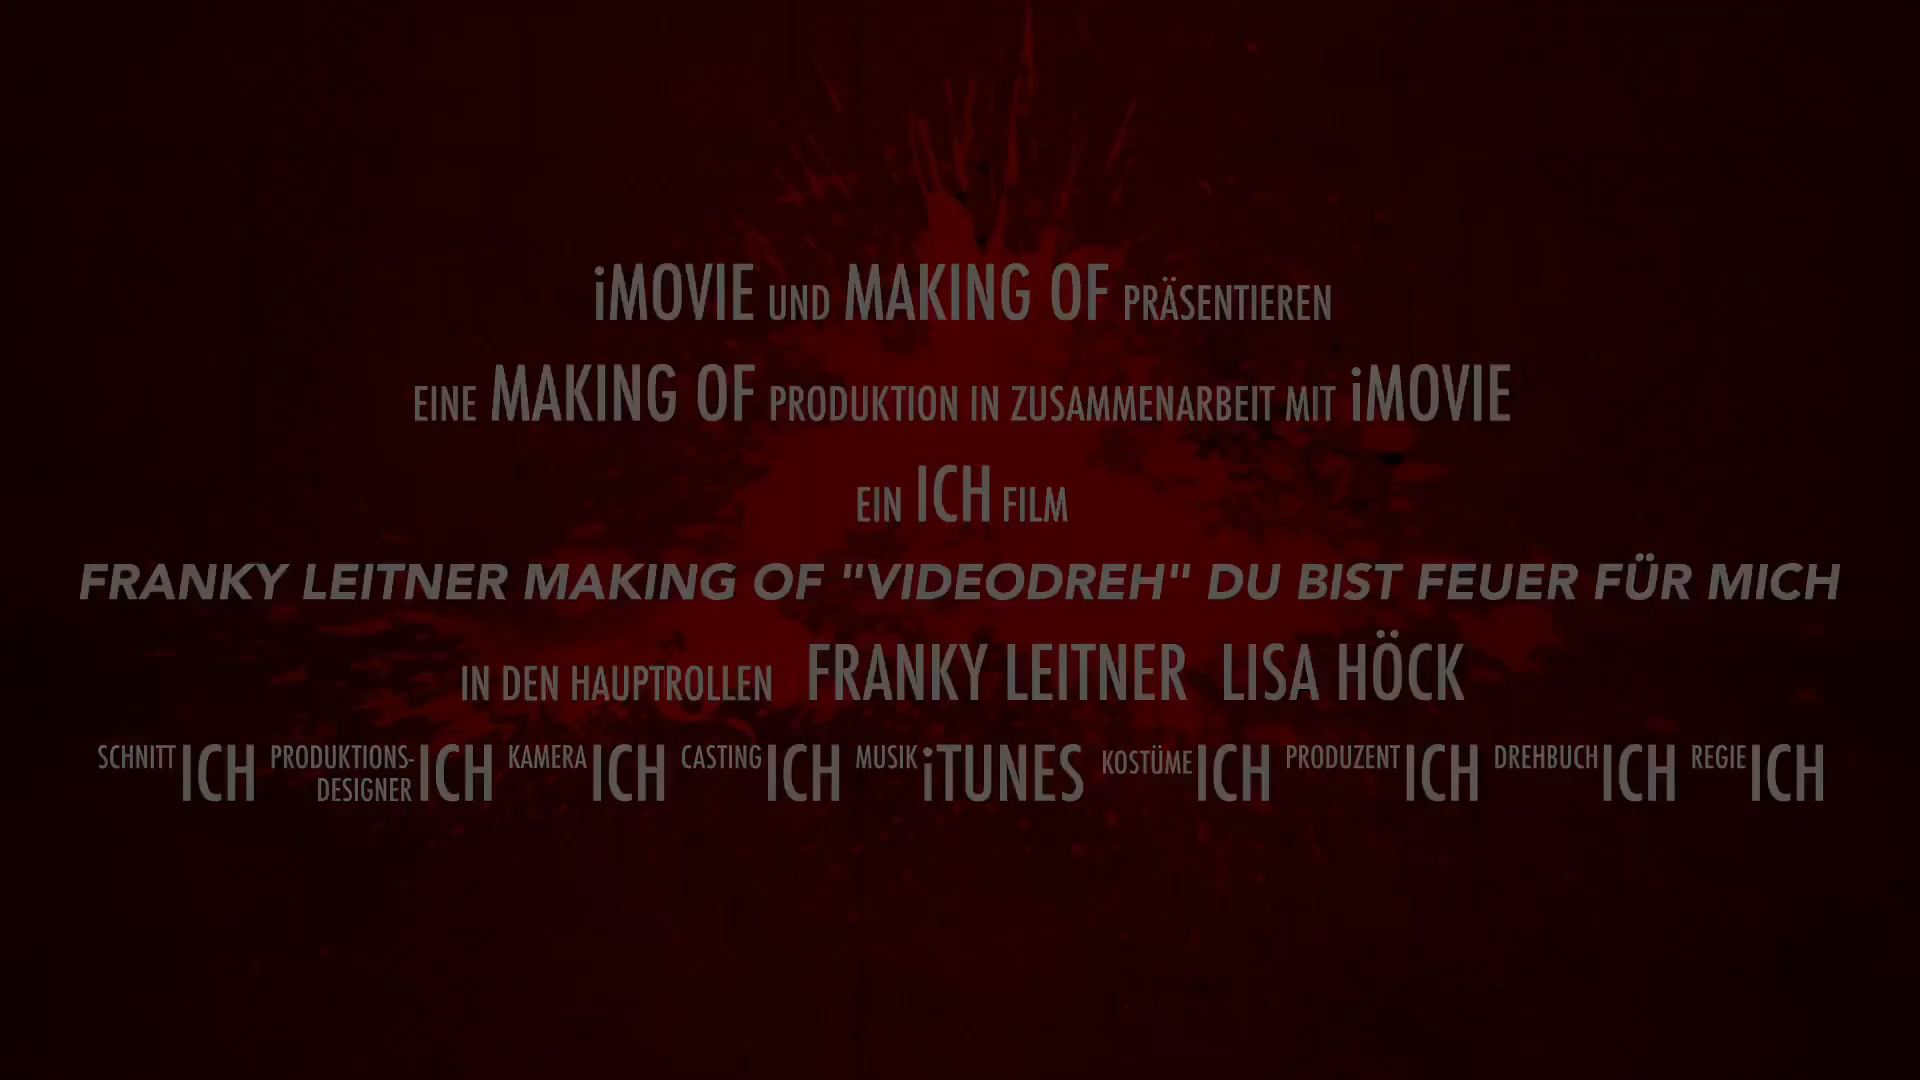 iMOVIE UND MAKING OF PRÄSENTIEREN
EINE MAKING OF PRODUKTION IN ZUSAMMENARBEIT MIT iMOVIE
EIN ICH FILM
FRANKY LEITNER MAKING OF "VIDEODREH" DU BIST FEUER FÜR MICH
IN DEN HAUPTROLLEN FRANKY LEITNER LISA HÖCK
SCHNITT ICH PRODUKTIONS-DESIGNER ICH KAMERA ICH CASTING ICH MUSIK iTUNES KOSTÜME ICH PRODUZENT ICH DREHBUCH ICH REGIE ICH